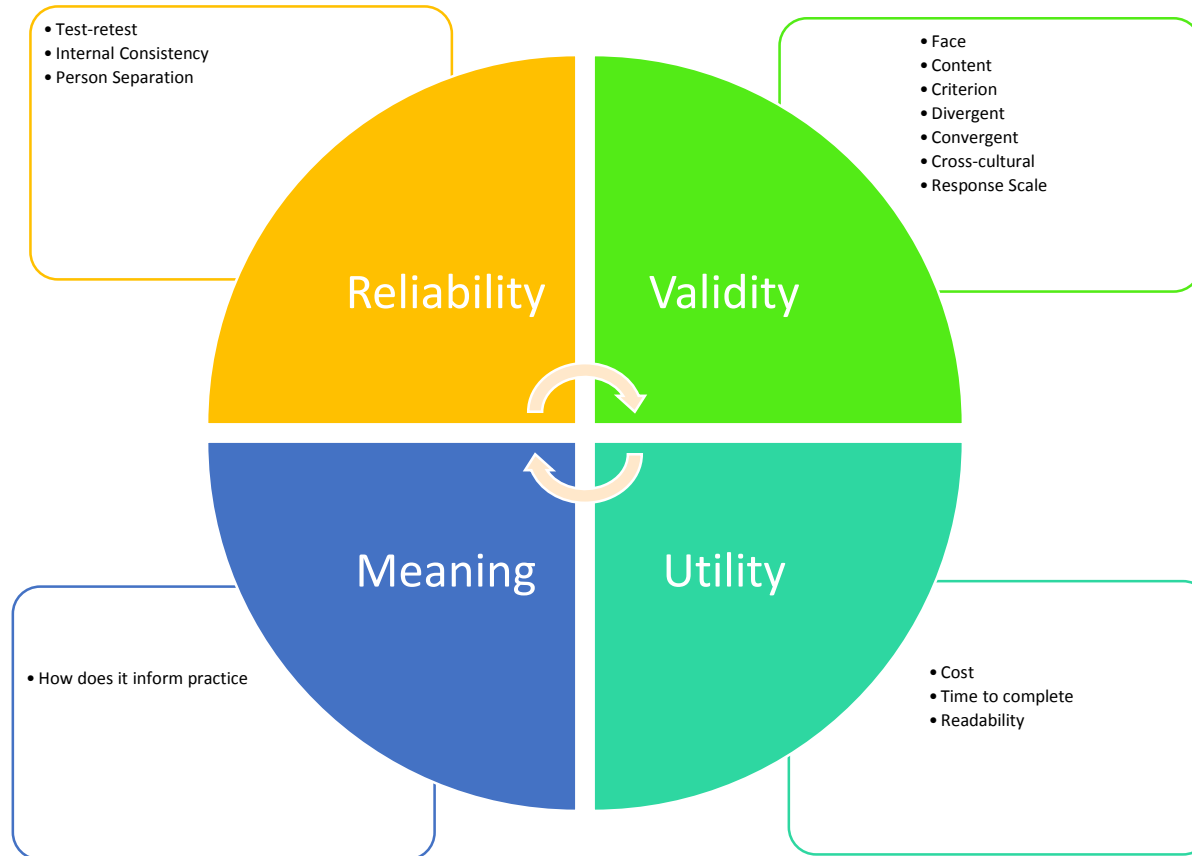 • Test-retest
• Internal Consistency
• Person Separation
• Face
• Content
• Criterion
• Divergent
• Convergent
• Cross-cultural
• Response Scale
Reliability
Validity
Meaning
Utility
• How does it inform practice
• Cost
• Time to complete
• Readability